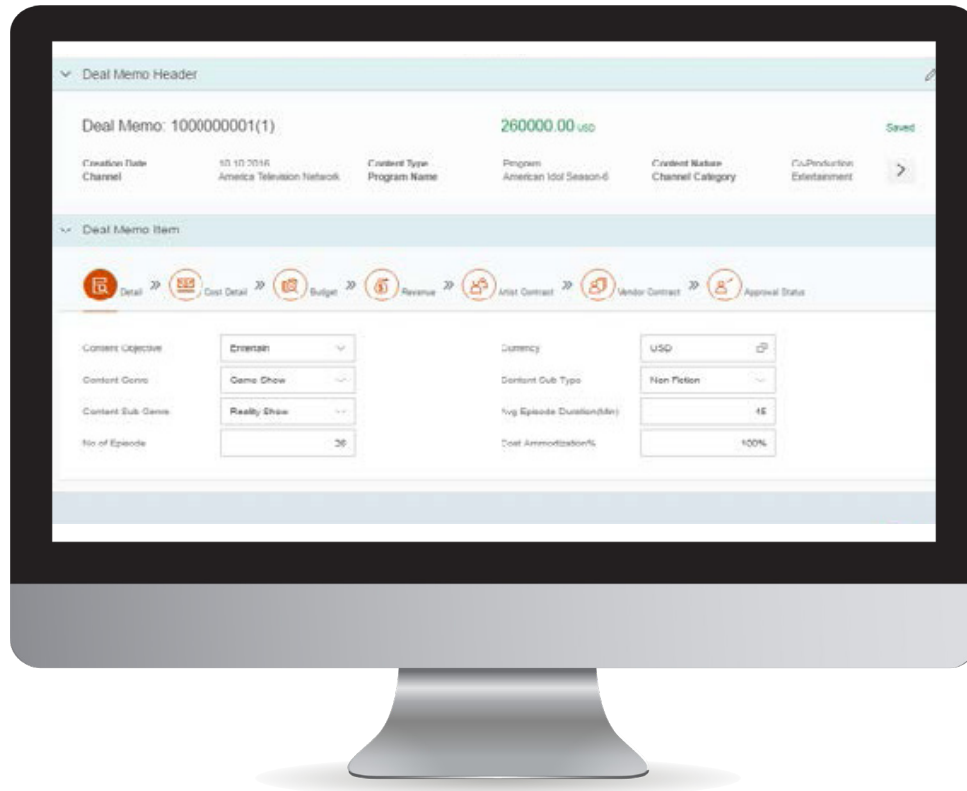 Deal Memo Header
Deal Memo: 1000000001(1) 260000.00 USD Saved
Creation Date 10.10.2016 Content Type Program Content Nature Co-Production
Channel America Television Network Program Name American Idol Season-6 Channel Category Entertainment
Deal Memo Item
Detail » Cost Detail » Budget » Revenue » Artist Contract » Vendor Contract » Approval Status
Content Objective Entertain Currency USD
Content Genre Game Show Content Sub Type Non Fiction
Content Sub Genre Reality Show Avg Episode Duration(Min) 45
No of Episode Cost Ammortization% 100%